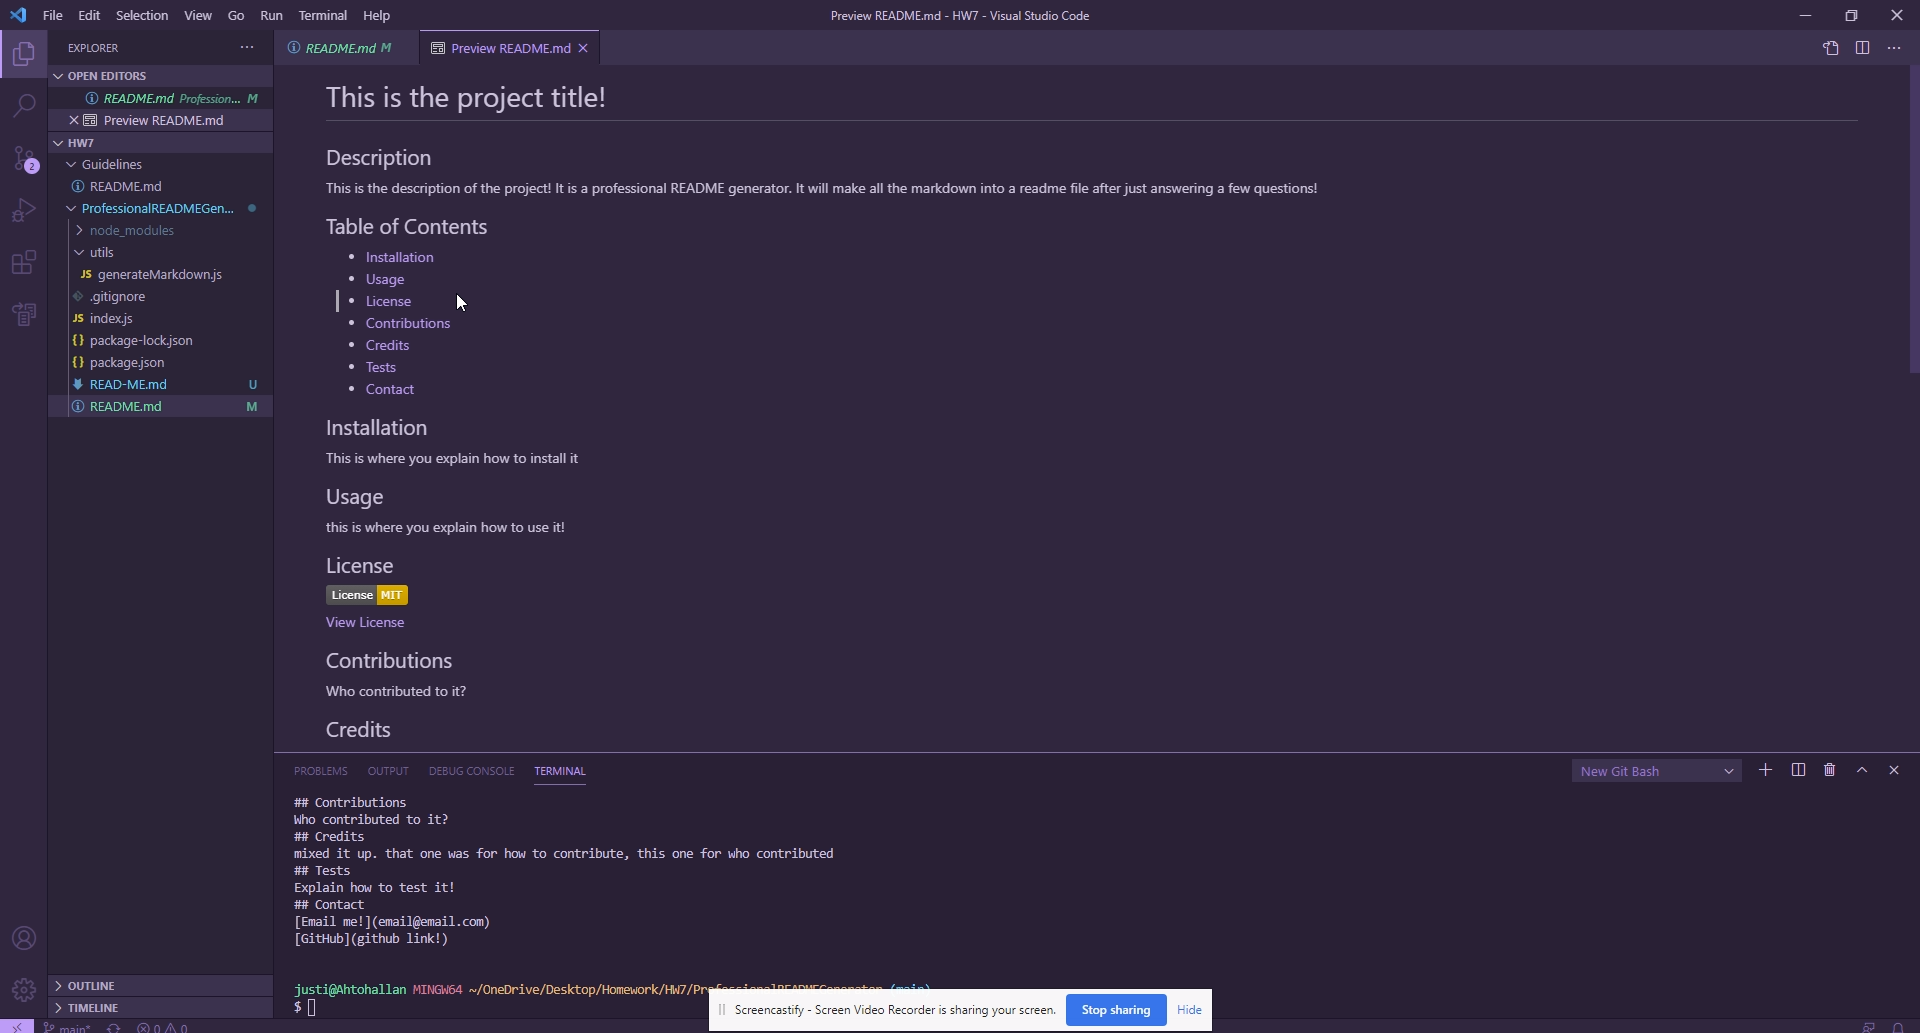 File Edit Selection View Go Run Terminal Help
Preview README.md - HW7 - Visual Studio Code
EXPLORER
OPEN EDITORS
README.md Profession... M
Preview README.md
HW7
Guidelines
README.md
ProfessionalREADMEGen...
node_modules
utils
JS generateMarkdown.js
.gitignore
JS index.js
{} package-lock.json
{} package.json
READ-ME.md U
README.md M
OUTLINE
TIMELINE
2
README.md M
Preview README.md
This is the project title!
Description
This is the description of the project! It is a professional README generator. It will make all the markdown into a readme file after just answering a few questions!
Table of Contents
• Installation
• Usage
• License
• Contributions
• Credits
• Tests
• Contact
Installation
This is where you explain how to install it
Usage
this is where you explain how to use it!
License
License MIT
View License
Contributions
Who contributed to it?
Credits
PROBLEMS OUTPUT DEBUG CONSOLE TERMINAL
New Git Bash
## Contributions
Who contributed to it?
## Credits
mixed it up. that one was for how to contribute, this one for who contributed
## Tests
Explain how to test it!
## Contact
[Email me!](email@email.com)
[GitHub](github link!)
justi@Ahtohallan MINGW64 ~/OneDrive/Desktop/Homework/HW7/ProfessionalREADMEGenerator (main)
$
Screencastify - Screen Video Recorder is sharing your screen.
Stop sharing
Hide
main* 0 0